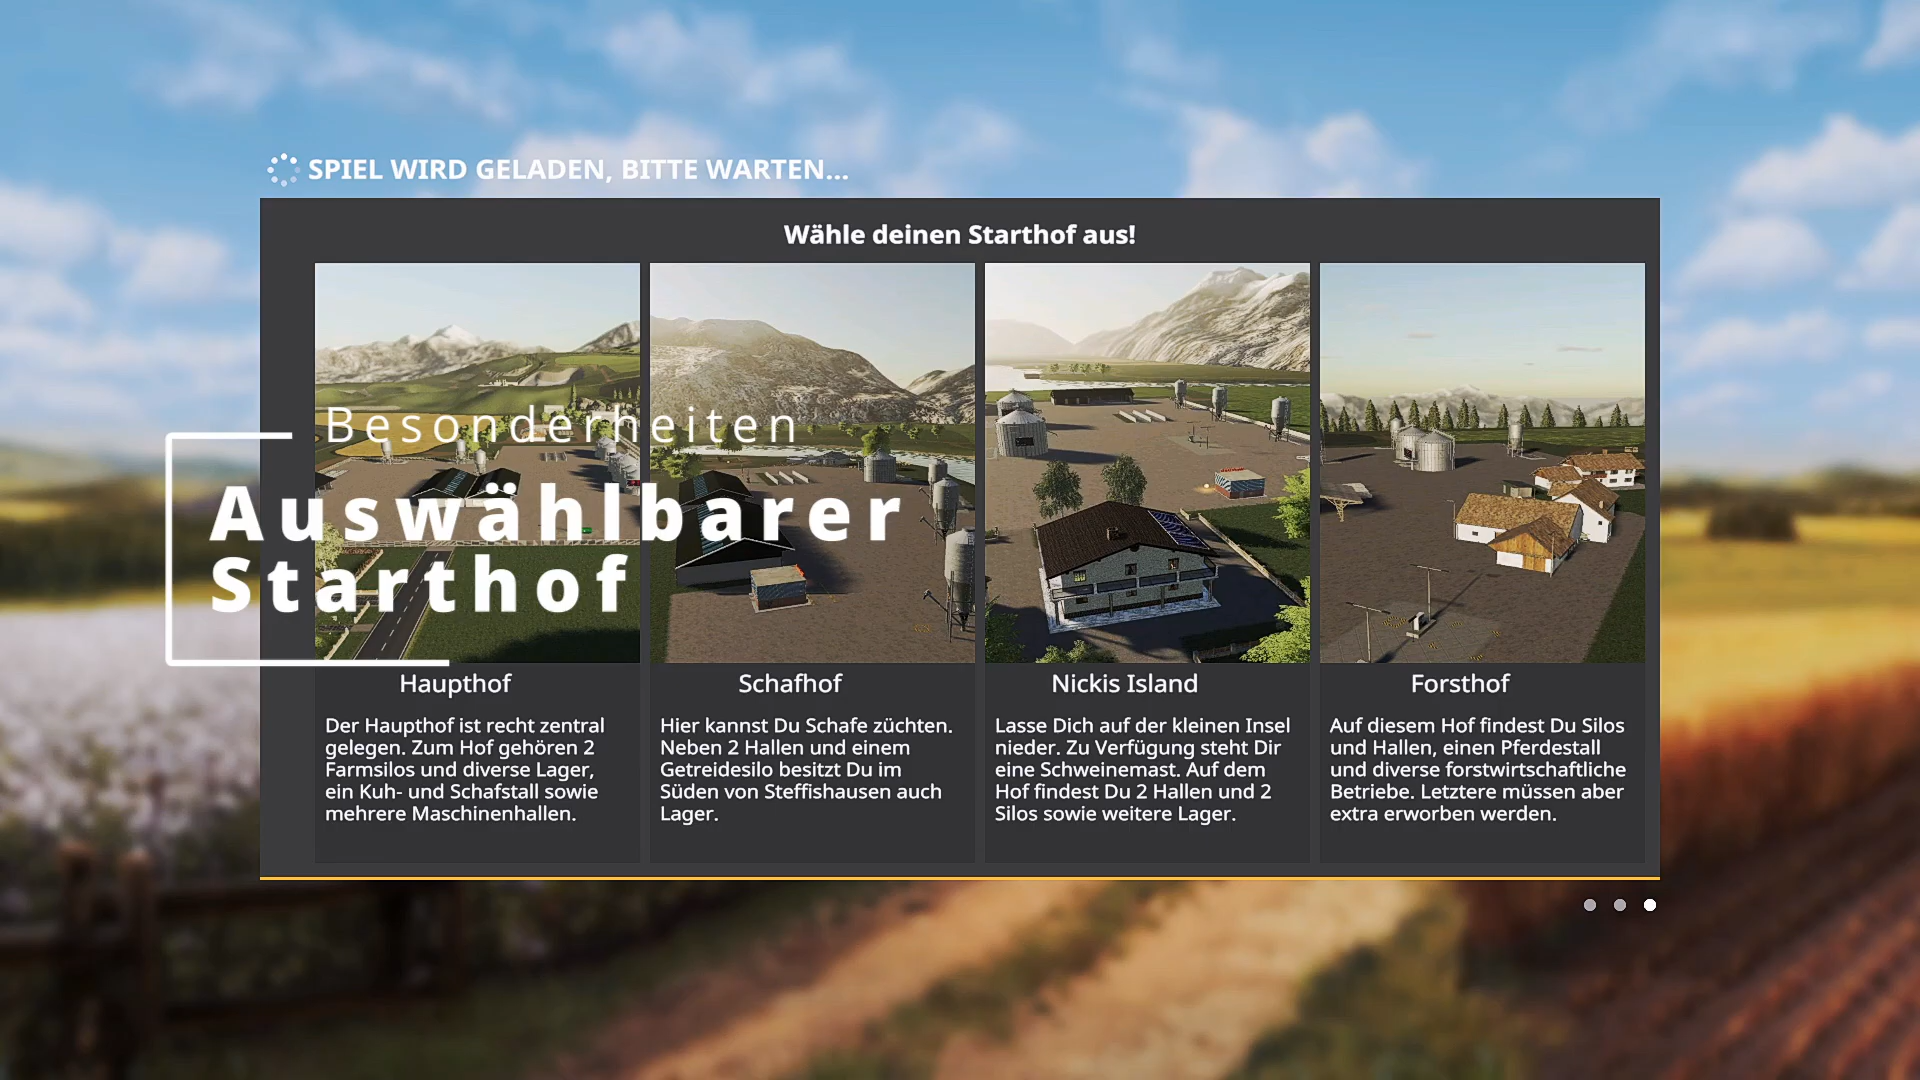 SPIEL WIRD GELADEN, BITTE WARTEN...
Wähle deinen Starthof aus!
Besonderheiten
Auswählbarer
Starthof
Haupthof
Der Haupthof ist recht zentral
gelegen. Zum Hof gehören 2
Farmsilos und diverse Lager,
ein Kuh- und Schafstall sowie
mehrere Maschinenhallen.
Schafhof
Hier kannst Du Schafe züchten.
Neben 2 Hallen und einem
Getreidesilo besitzt Du im
Süden von Steffishausen auch
Lager.
Nickis Island
Lasse Dich auf der kleinen Insel
nieder. Zu Verfügung steht Dir
eine Schweinemast. Auf dem
Hof findest Du 2 Hallen und 2
Silos sowie weitere Lager.
Forsthof
Auf diesem Hof findest Du Silos
und Hallen, einen Pferdestall
und diverse forstwirtschaftliche
Betriebe. Letztere müssen aber
extra erworben werden.